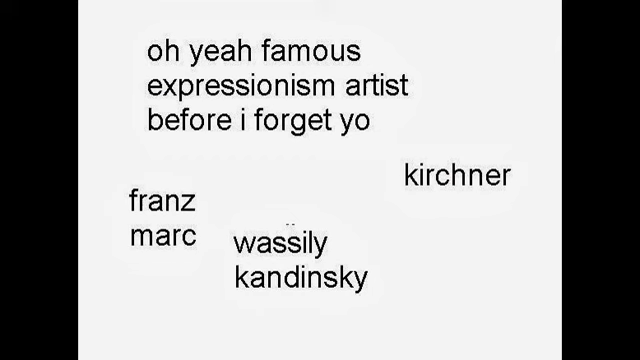 oh yeah famous
expressionism artist
before i forget yo
kirchner
franz
marc
wassily
kandinsky